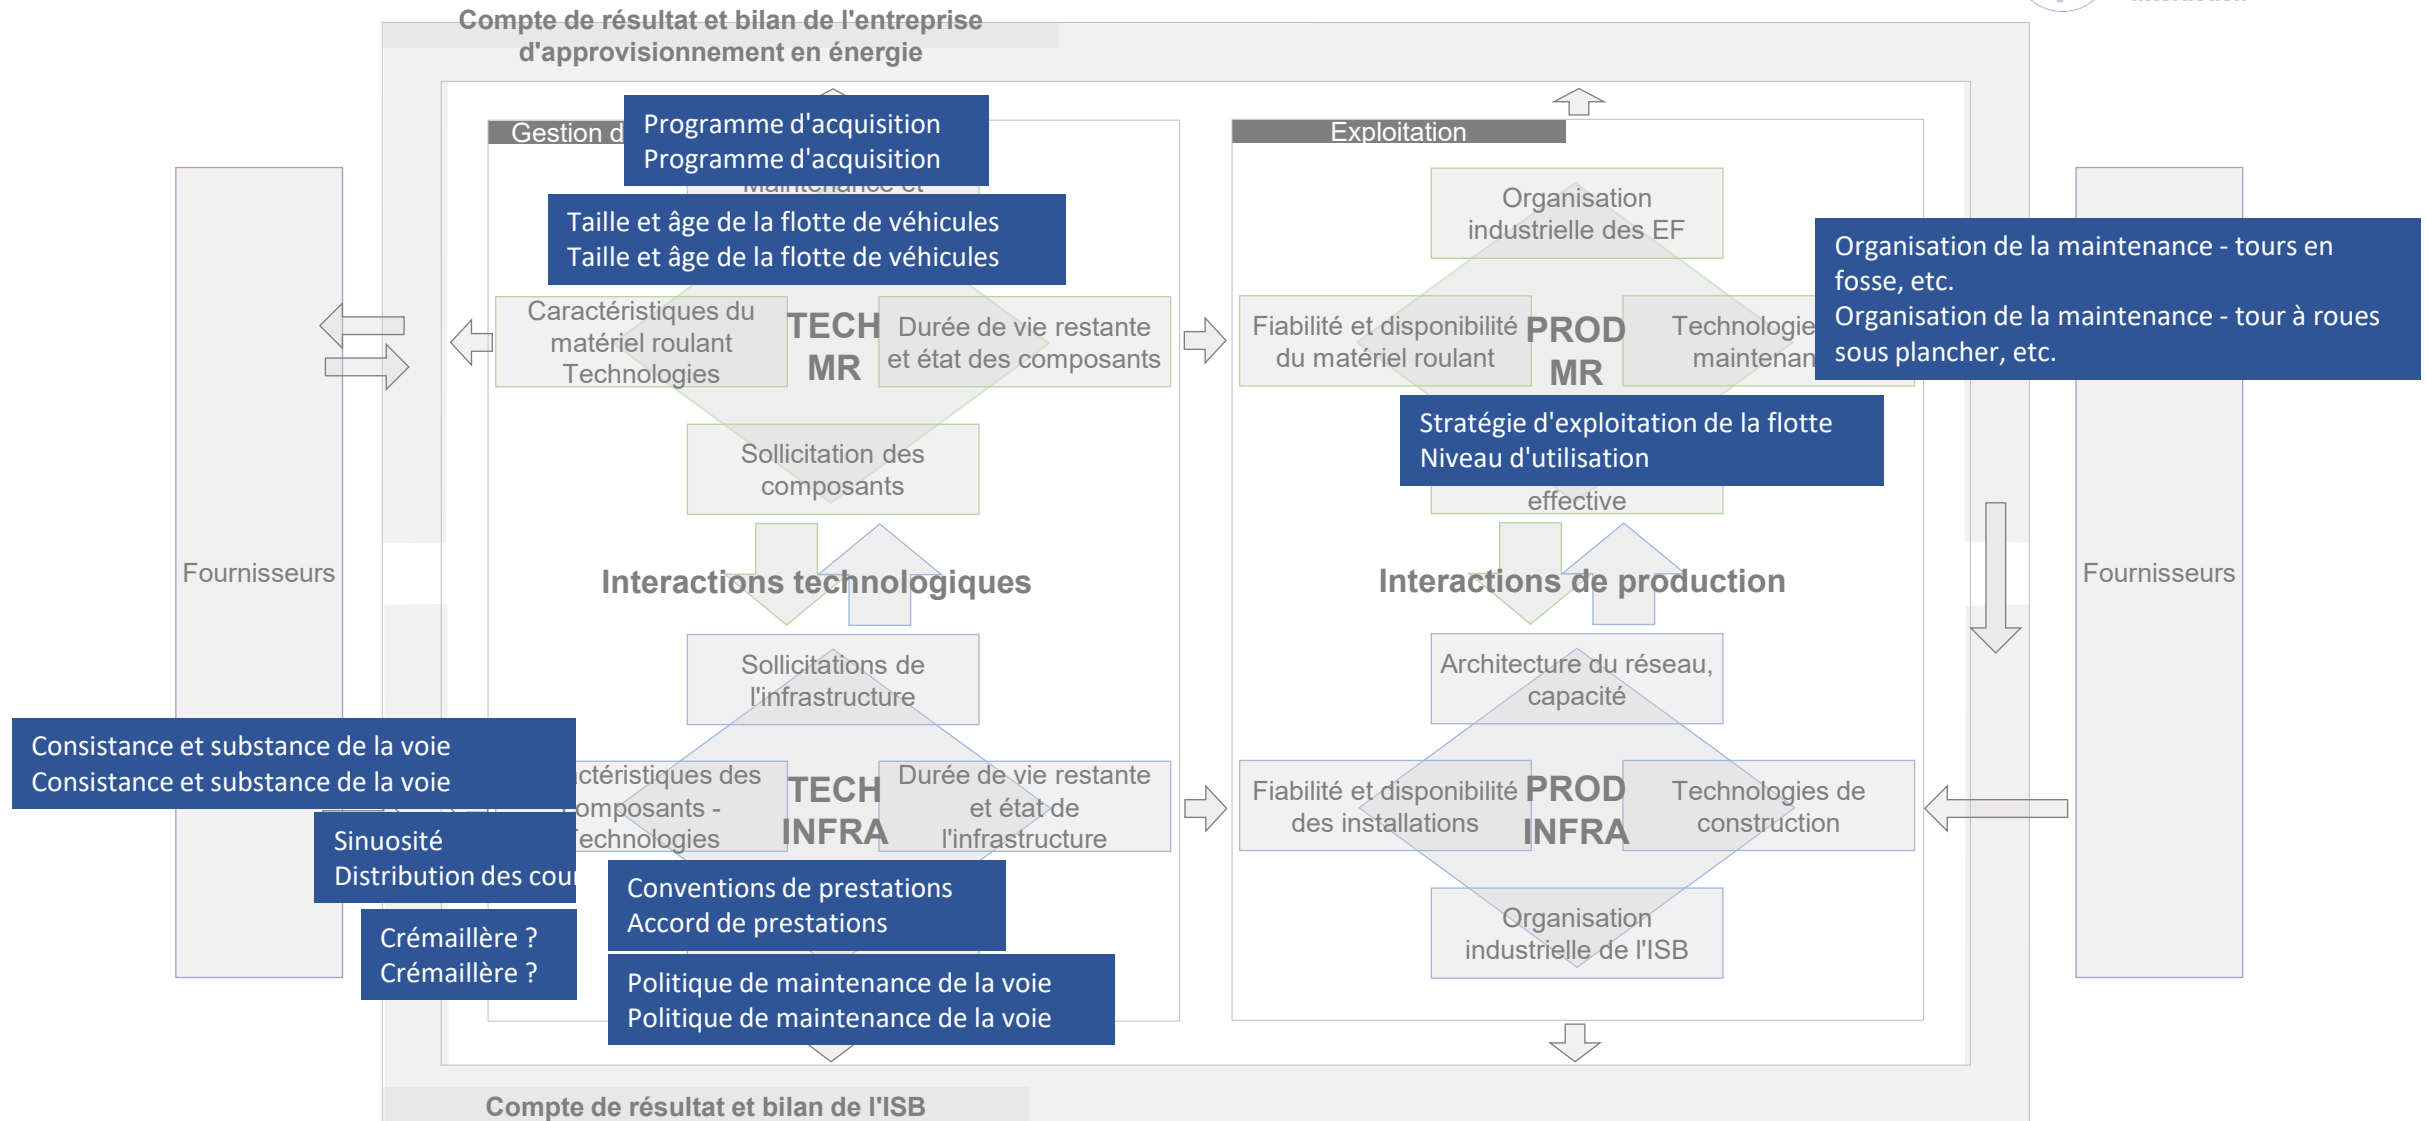 Compte de résultat et bilan de l'entreprise
d'approvisionnement en énergie
Gestion
Programme d'acquisition
Programme d'acquisition
Maintenance et
Taille et âge de la flotte de véhicules
Taille et âge de la flotte de véhicules
Caractéristiques du
matériel roulant
Technologies
TECH
MR
Durée de vie restante
et état des composants
Sollicitation des
composants
Exploitation
Organisation
industrielle des EF
Fiabilité et disponibilité
du matériel roulant
PROD
MR
Technologie
Organisation de la maintenance - tours en
fosse, etc.
Organisation de la maintenance - tour à roues
sous plancher, etc.
Stratégie d'exploitation de la flotte
Niveau d'utilisation
effective
Fournisseurs
Interactions technologiques
Interactions de production
Fournisseurs
Sollicitations de
l'infrastructure
Consistance et substance de la voie
Consistance et substance de la voie
des
TECH
INFRA
Durée de vie restante
et état de
l'infrastructure
Sinuosité
Distribution des
Crémaillère ?
Crémaillère ?
Conventions de prestations
Accord de prestations
Politique de maintenance de la voie
Politique de maintenance de la voie
Architecture du réseau,
capacité
Fiabilité et disponibilité
des installations
PROD
INFRA
Technologies de
construction
Organisation
industrielle de l'ISB
Compte de résultat et bilan de l'ISB